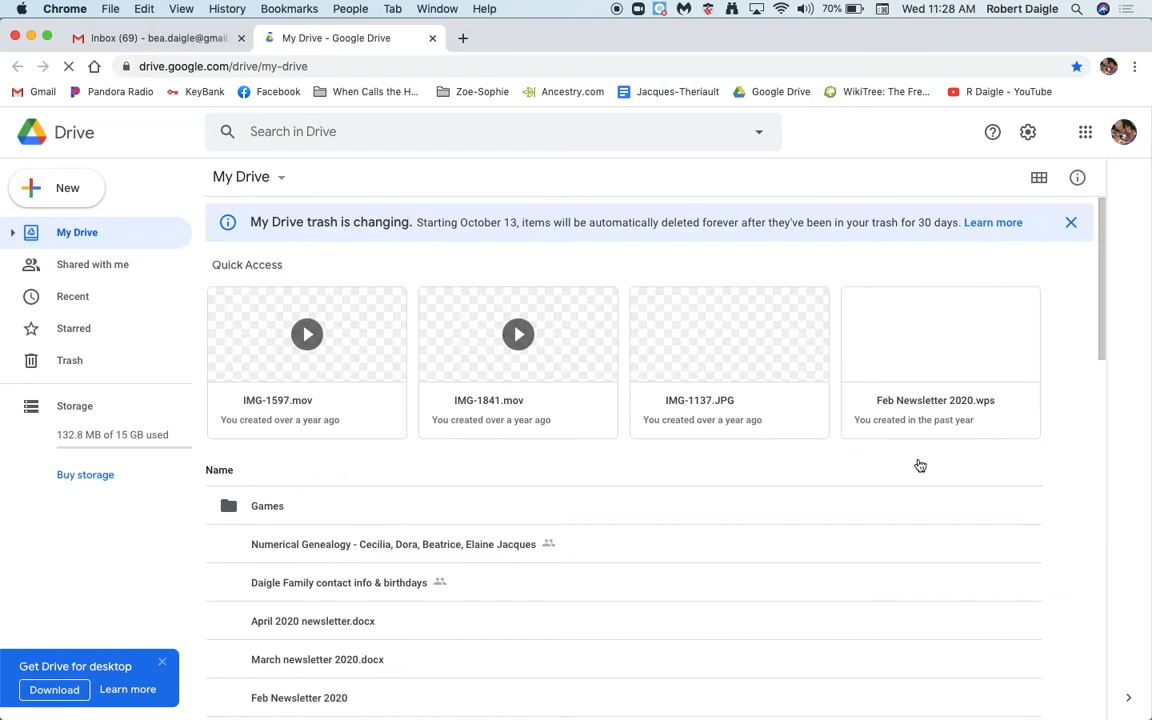 Chrome File Edit View History Bookmarks People Tab Window Help 70% Wed 11:28 AM Robert Daigle
Inbox (69) - bea.daigle@gmail. My Drive - Google Drive
drive.google.com/drive/my-drive
Gmail Pandora Radio KeyBank Facebook When Calls the H... Zoe-Sophie Ancestry.com Jacques-Theriault Google Drive WikiTree: The Fre... R Daigle - YouTube
Drive Search in Drive
New My Drive
My Drive trash is changing. Starting October 13, items will be automatically deleted forever after they've been in your trash for 30 days. Learn more
My Drive
Shared with me
Recent
Starred
Trash
Storage
132.8 MB of 15 GB used
Buy storage
Quick Access
IMG-1597.mov IMG-1841.mov IMG-1137.JPG Feb Newsletter 2020.wps
You created over a year ago You created over a year ago You created over a year ago You created in the past year
Name
Games
Numerical Genealogy - Cecilia, Dora, Beatrice, Elaine Jacques
Daigle Family contact info & birthdays
April 2020 newsletter.docx
March newsletter 2020.docx
Feb Newsletter 2020
Get Drive for desktop
Download Learn more